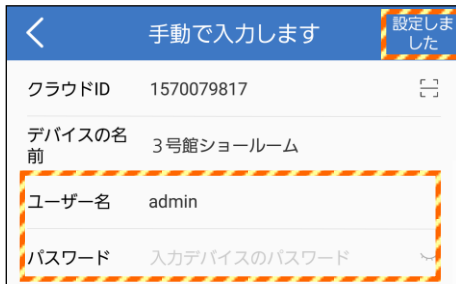 手動で入力します
設定しま
した
クラウドID 1570079817
デバイスの名
前
３号館ショールーム
ユーザー名 admin
パスワード 入力デバイスのパスワード